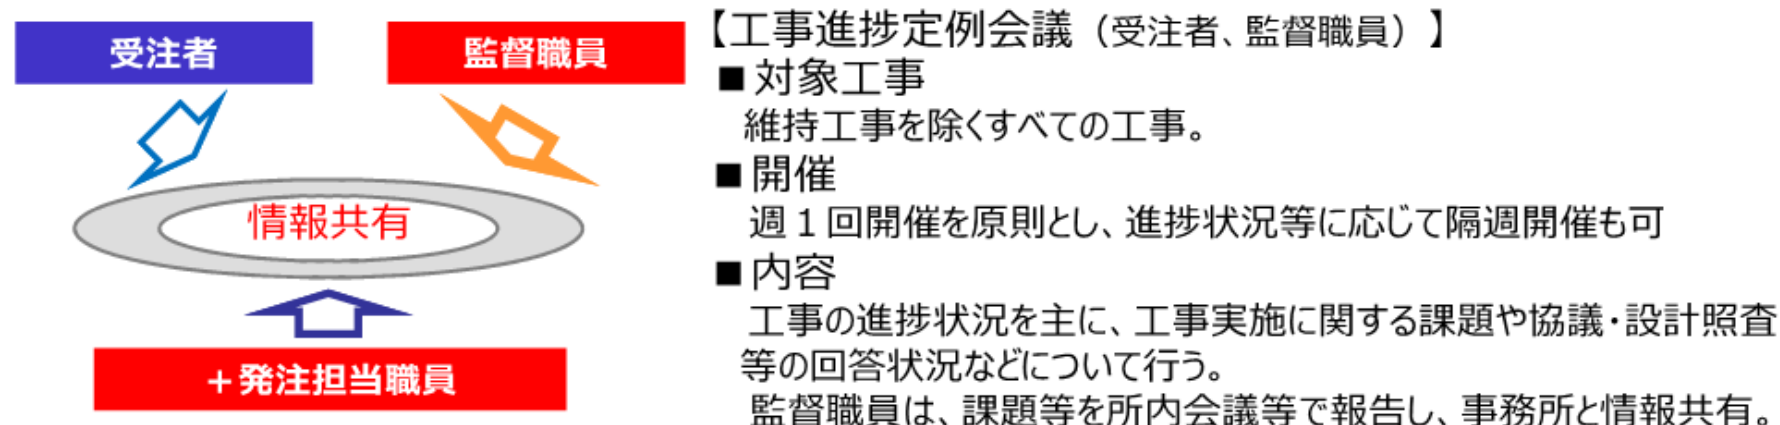 受注者
監督職員
情報共有
＋発注担当職員
【工事進捗定例会議（受注者、監督職員）】
■対象工事
維持工事を除くすべての工事。
■開催
週１回開催を原則とし、進捗状況等に応じて隔週開催も可
■内容
工事の進捗状況を主に、工事実施に関する課題や協議・設計照査
等の回答状況などについて行う。
監督職員は、課題等を所内会議等で報告し、事務所と情報共有。